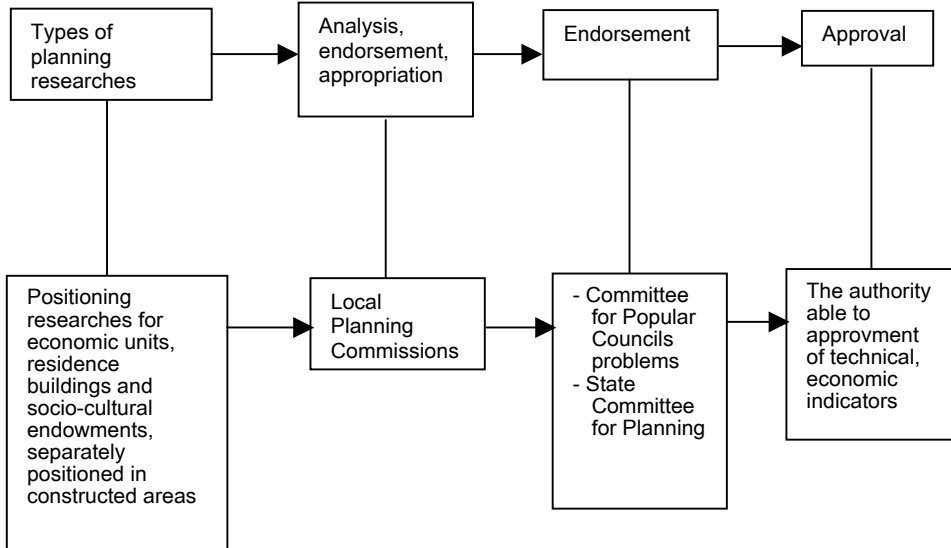 Types of
planning
researches
Analysis,
endorsement,
appropriation
Endorsement
Approval
Positioning
researches for
economic units,
residence
buildings and
socio-cultural
endowments,
separately
positioned in
constructed areas
Local
Planning
Commissions
- Committee
for Popular
Councils
problems
- State
Committee
for Planning
The authority
able to
approvment
of technical,
economic
indicators